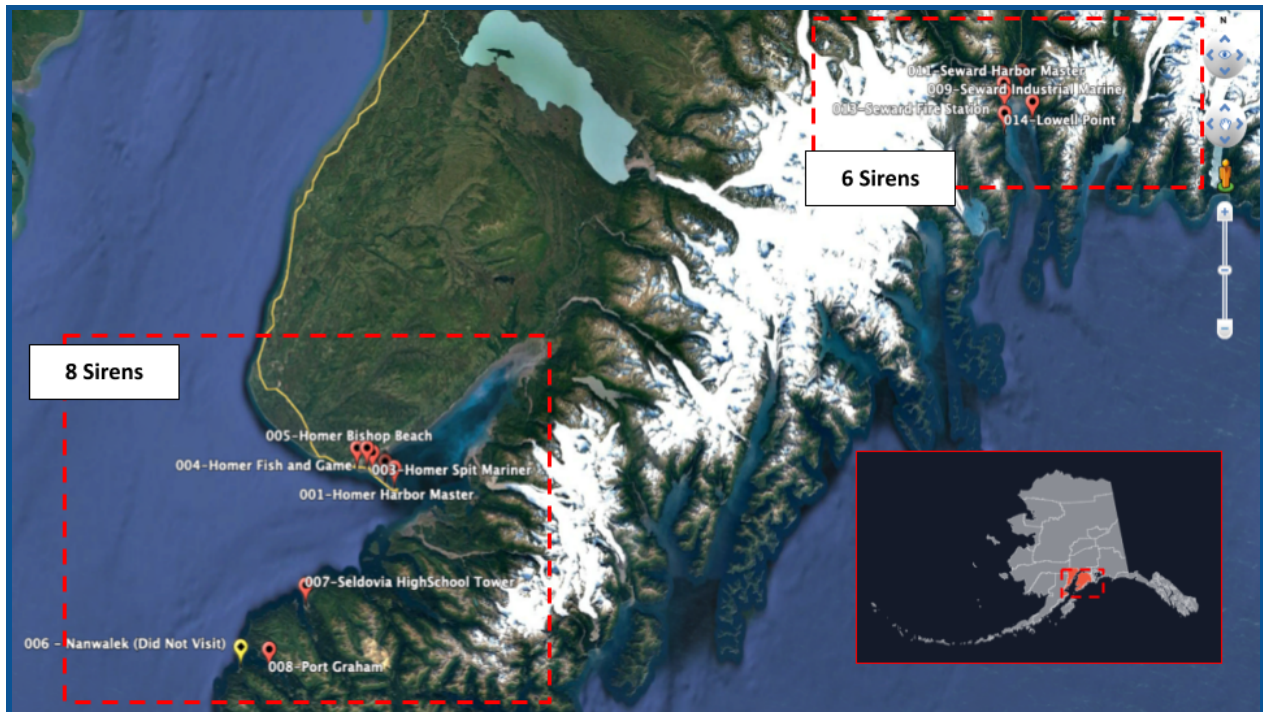 N
011-Seward Harbor Master
009-Seward Industrial Marine
013-Seward Fire Station
014-Lowell Point
6 Sirens
8 Sirens
005-Homer Bishop Beach
004-Homer Fish and Game
003-Homer Spit Mariner
001-Homer Harbor Master
007-Seldovia HighSchool Tower
006 - Nanwalek (Did Not Visit)
008-Port Graham